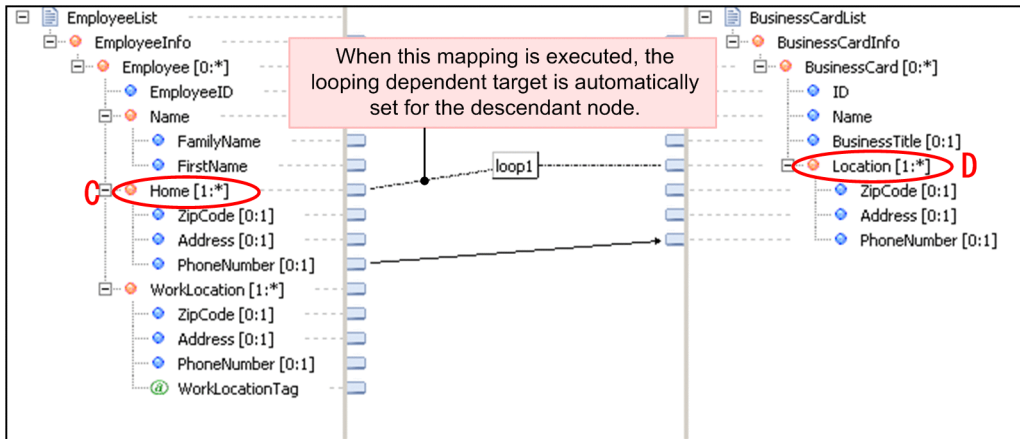 EmployeeList
EmployeeInfo
Employee [0:*]
EmployeeID
Name
FamilyName
FirstName
C
Home [1:*]
ZipCode [0:1]
Address [0:1]
PhoneNumber [0:1]
WorkLocation [1:*]
ZipCode [0:1]
Address [0:1]
PhoneNumber [0:1]
@ WorkLocationTag
When this mapping is executed, the
looping dependent target is automatically
set for the descendant node.
loop1
BusinessCardList
BusinessCardInfo
BusinessCard [0:*]
ID
Name
BusinessTitle [0:1]
Location [1:*]
D
ZipCode [0:1]
Address [0:1]
PhoneNumber [0:1]